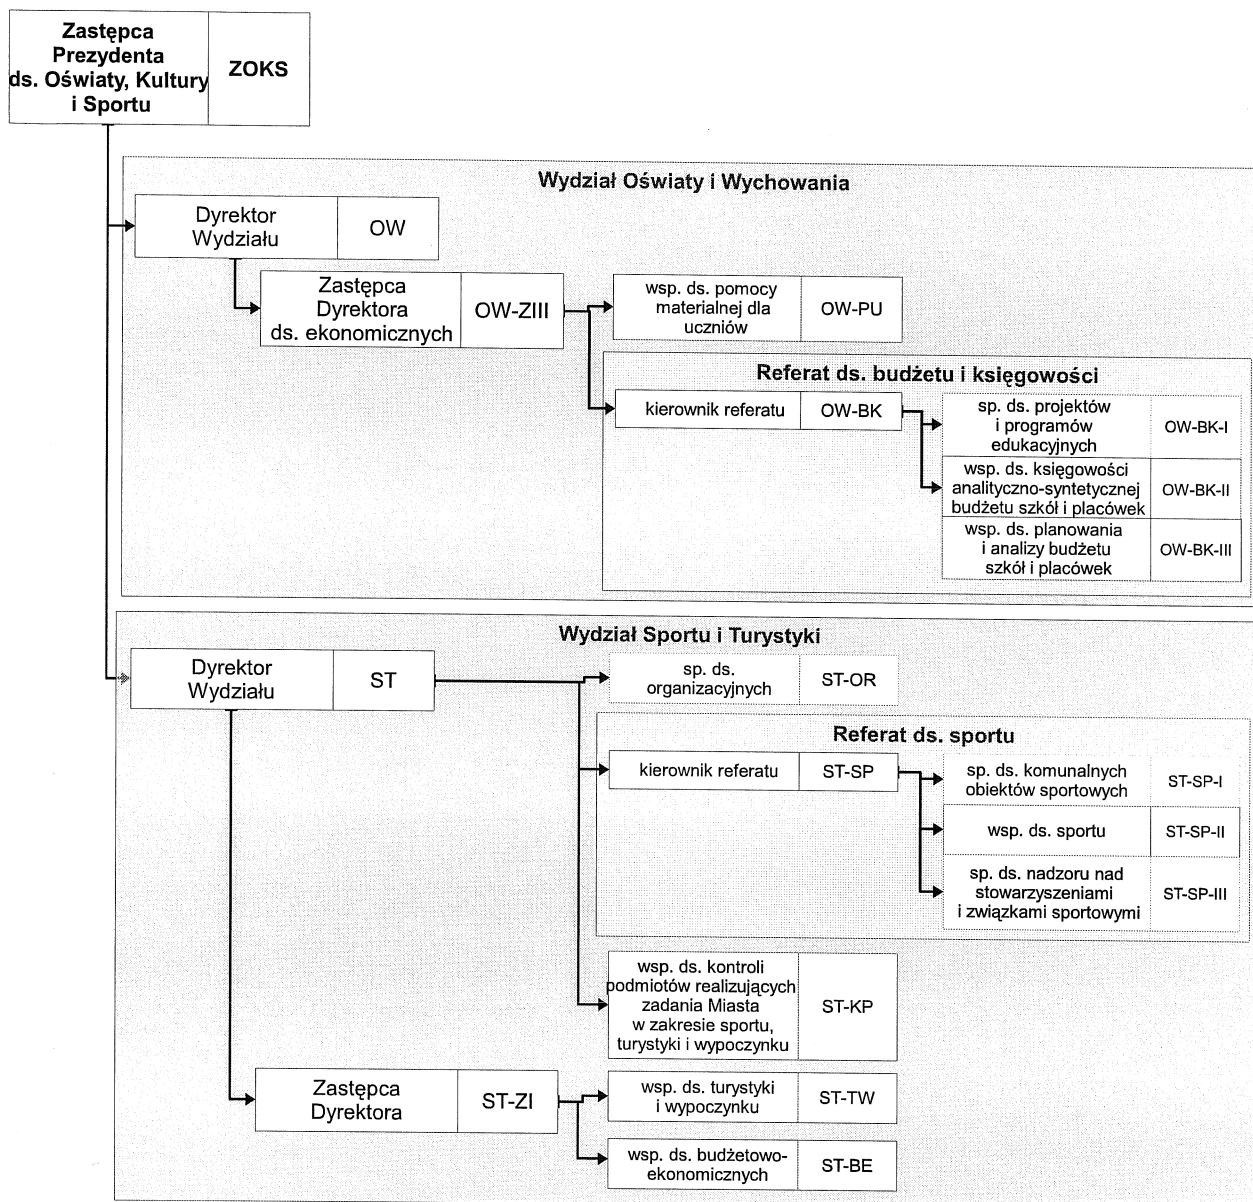 Zastępca
Prezydenta
ds. Oświaty, Kultury
i Sportu
ZOKS
Wydział Oświaty i Wychowania
Dyrektor
Wydziału
OW
Zastępca
Dyrektora
ds. ekonomicznych
OW-ZIII
wsp. ds. pomocy
materialnej dla
uczniów
OW-PU
Referat ds. budżetu i księgowości
kierownik referatu
OW-BK
sp. ds. projektów
i programów
edukacyjnych
OW-BK-I
wsp. ds. księgowości
analityczno-syntetycznej
budżetu szkół i placówek
OW-BK-II
wsp. ds. planowania
i analizy budżetu
szkół i placówek
OW-BK-III
Wydział Sportu i Turystyki
Dyrektor
Wydziału
ST
sp. ds.
organizacyjnych
ST-OR
Referat ds. sportu
kierownik referatu
ST-SP
sp. ds. komunalnych
obiektów sportowych
ST-SP-I
wsp. ds. sportu
ST-SP-II
sp. ds. nadzoru nad
stowarzyszeniami
i związkami sportowymi
ST-SP-III
wsp. ds. kontroli
podmiotów realizujących
zadania Miasta
w zakresie sportu,
turystyki i wypoczynku
ST-KP
Zastępca
Dyrektora
ST-ZI
wsp. ds. turystyki
i wypoczynku
ST-TW
wsp. ds. budżetowo-
ekonomicznych
ST-BE